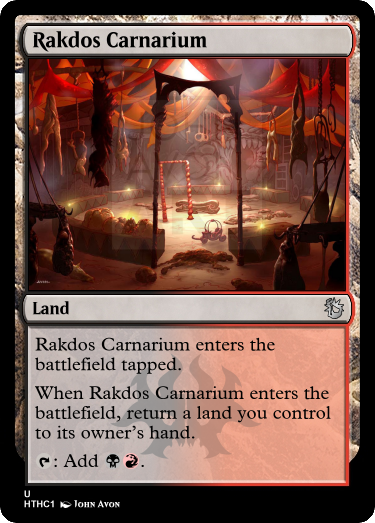 Rakdos Carnarium
Land
Rakdos Carnarium enters the
battlefield tapped.
When Rakdos Carnarium enters the
battlefield, return a land you control
to its owner's hand.
: Add .
U
HTHC1 John Avon